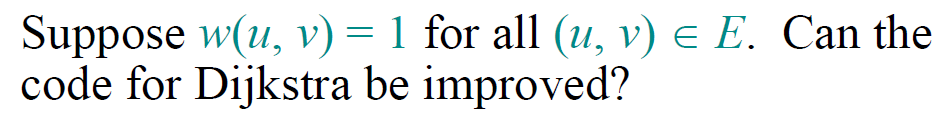 Suppose w(u, v) = 1 for all (u, v) ∈ E.  Can the
code for Dijkstra be improved?